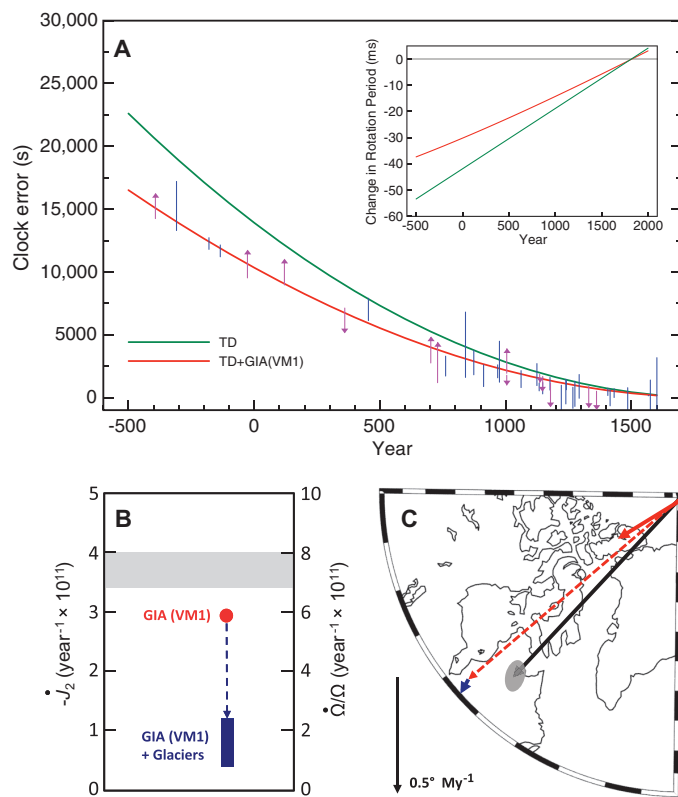 A
30,000
25,000
20,000
15,000
10,000
5000
0
Clock error (s)
-500
0
500
1000
1500
Year
TD
TD+GIA(VM1)
Change in Rotation Period (ms)
0
-10
-20
-30
-40
-50
-60
-500
0
500
1000
1500
2000
Year
B
5
4
3
2
1
0
-J̇₂ (year⁻¹ × 10¹¹)
GIA (VM1)
GIA (VM1)
+ Glaciers
10
8
6
4
2
0
Ω̇/Ω (year⁻¹ × 10¹¹)
C
0.5° My⁻¹